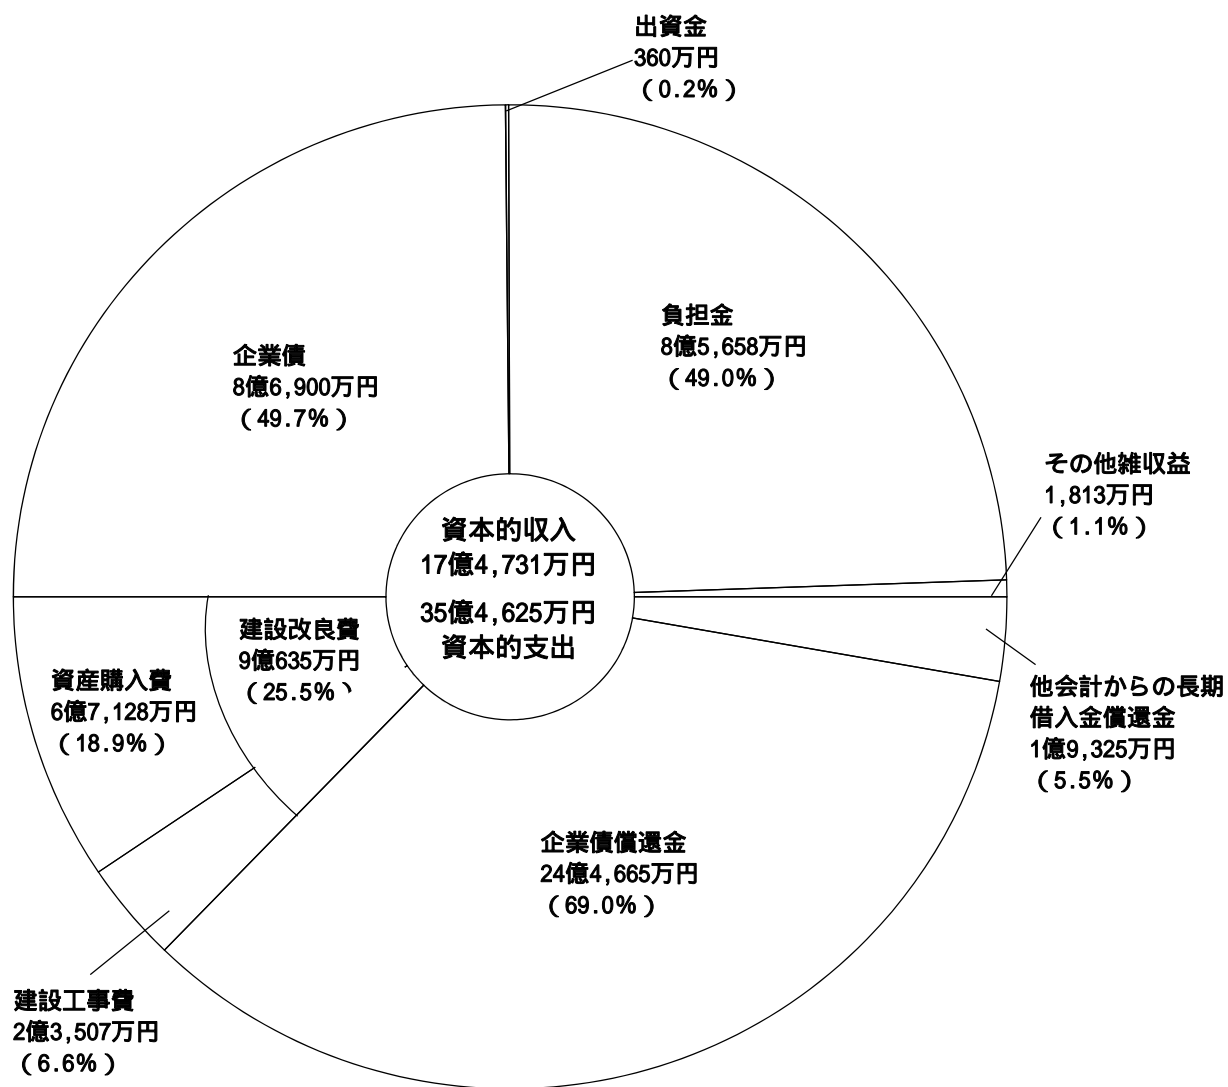 出資金
360万円
（0.2%）
負担金
8億5,658万円
（49.0%）
企業債
8億6,900万円
（49.7%）
その他雑収益
1,813万円
（1.1%）
資本的収入
17億4,731万円
35億4,625万円
資本的支出
建設改良費
9億635万円
（25.5%）
資産購入費
6億7,128万円
（18.9%）
他会計からの長期
借入金償還金
1億9,325万円
（5.5%）
企業債償還金
24億4,665万円
（69.0%）
建設工事費
2億3,507万円
（6.6%）